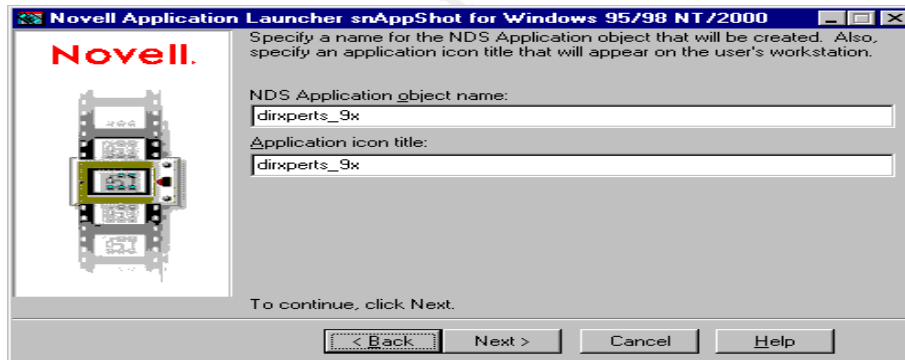 Novell Application Launcher snAppShot for Windows 95/98 NT/2000
Novell.
Specify a name for the NDS Application object that will be created. Also,
specify an application icon title that will appear on the user's workstation.
NDS Application object name:
dirxperts_9x
Application icon title:
dirxperts_9x
To continue, click Next.
< Back Next > Cancel Help